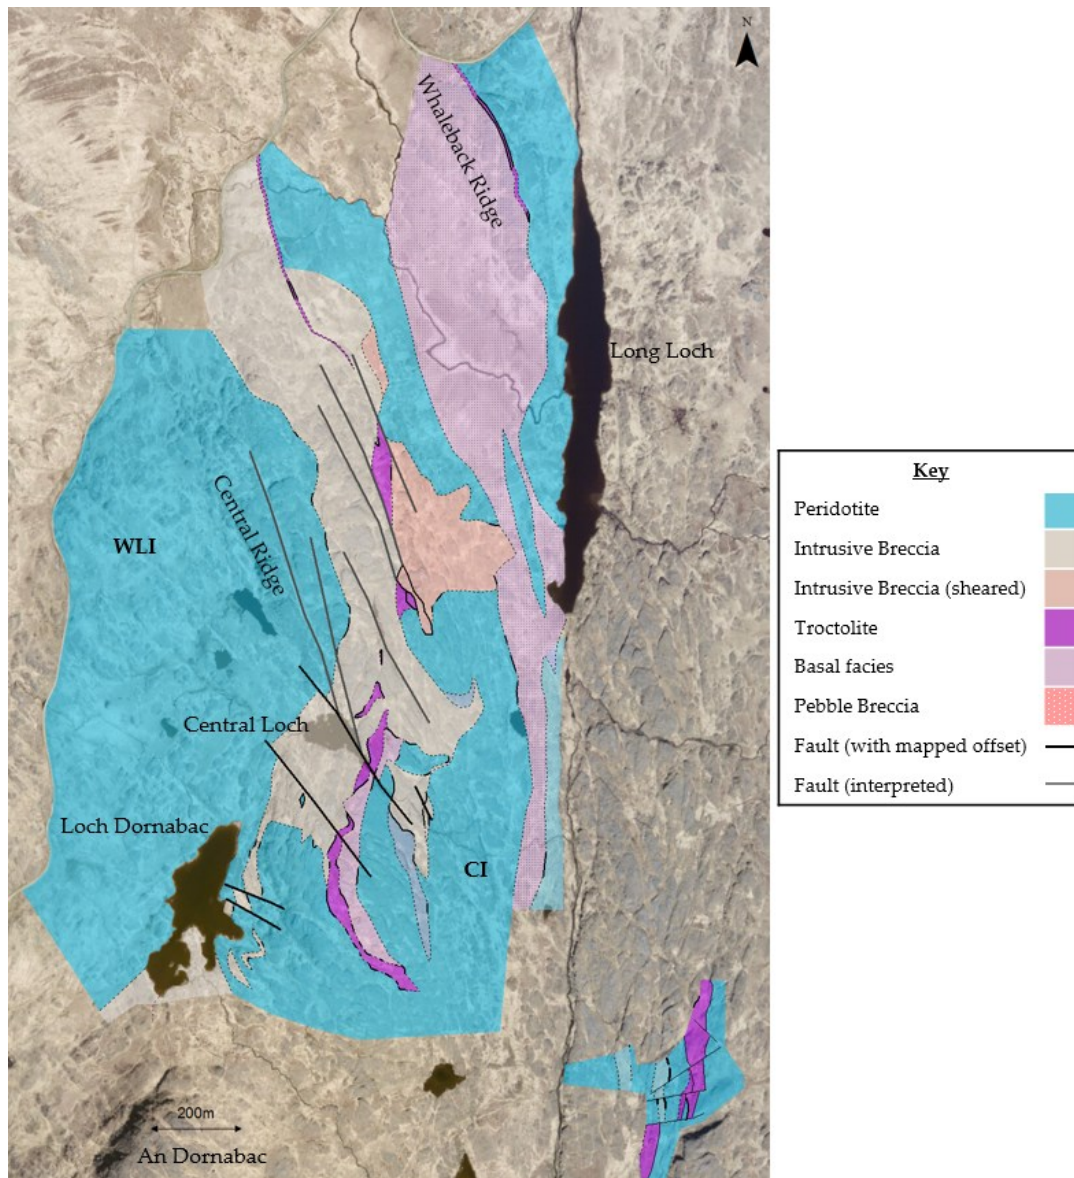 N
Whaleback Ridge
Long Loch
Central Ridge
WLI
Central Loch
Loch Dornabac
CI
200m
An Dornabac
Key
Peridotite
Intrusive Breccia
Intrusive Breccia (sheared)
Troctolite
Basal facies
Pebble Breccia
Fault (with mapped offset)
Fault (interpreted)